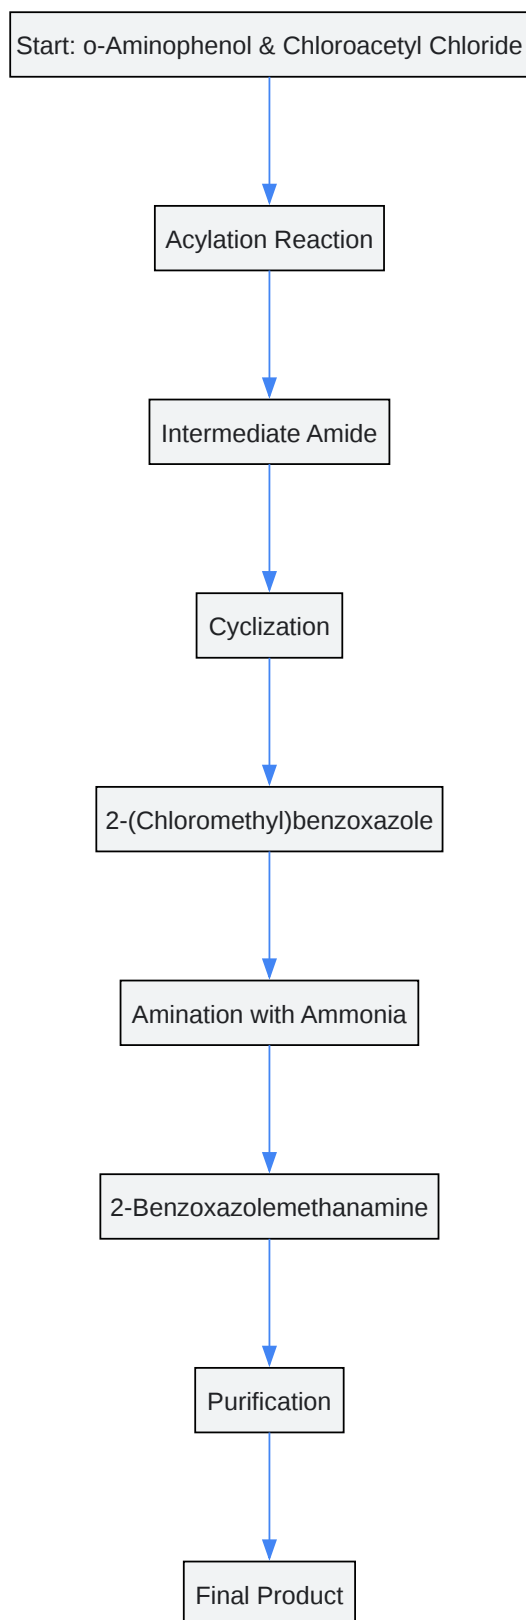 Start: o-Aminophenol & Chloroacetyl Chloride
Acylation Reaction
Intermediate Amide
Cyclization
2-(Chloromethyl)benzoxazole
Amination with Ammonia
2-Benzoxazolemethanamine
Purification
Final Product